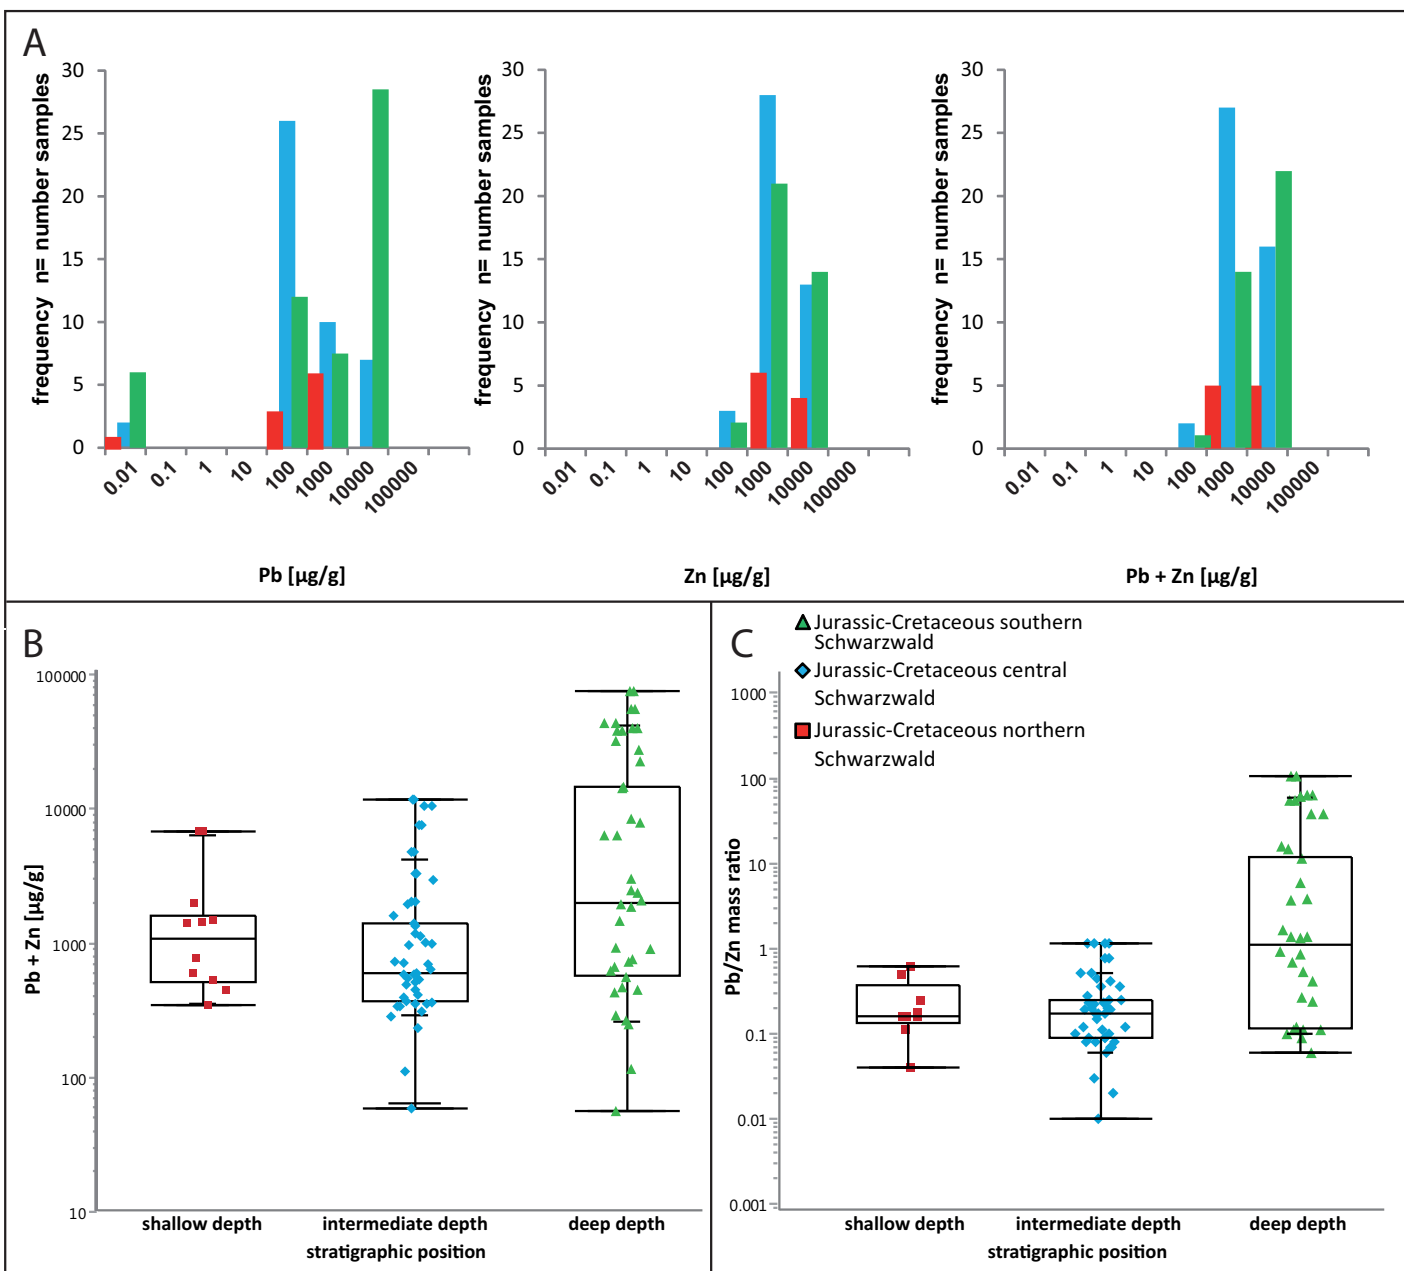 A
frequency n= number samples
30
25
20
15
10
5
0
0.01 0.1 1 10 100 1000 10000 100000
Pb [µg/g]
frequency n= number samples
30
25
20
15
10
5
0
0.01 0.1 1 10 100 1000 10000 100000
Zn [µg/g]
frequency n= number samples
30
25
20
15
10
5
0
0.01 0.1 1 10 100 1000 10000 100000
Pb + Zn [µg/g]
B
Pb + Zn [µg/g]
100000
10000
1000
100
10
shallow depth intermediate depth deep depth
stratigraphic position
C
Jurassic-Cretaceous southern
Schwarzwald
Jurassic-Cretaceous central
Schwarzwald
Jurassic-Cretaceous northern
Schwarzwald
Pb/Zn mass ratio
1000
100
10
1
0.1
0.01
0.001
shallow depth intermediate depth deep depth
stratigraphic position